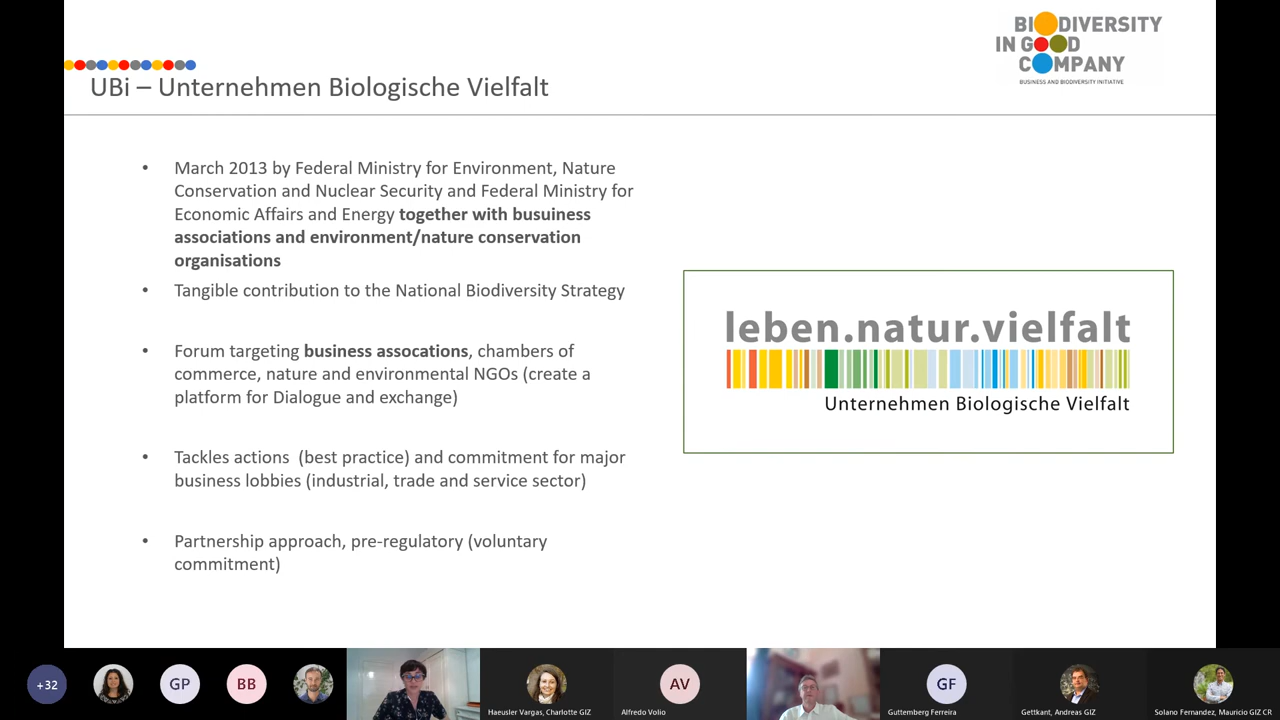 BIODIVERSITY
IN GOOD
COMPANY
BUSINESS AND BIODIVERSITY INITIATIVE
UBi – Unternehmen Biologische Vielfalt
• March 2013 by Federal Ministry for Environment, Nature
Conservation and Nuclear Security and Federal Ministry for
Economic Affairs and Energy together with busuiness
associations and environment/nature conservation
organisations
• Tangible contribution to the National Biodiversity Strategy
• Forum targeting business assocations, chambers of
commerce, nature and environmental NGOs (create a
platform for Dialogue and exchange)
• Tackles actions  (best practice) and commitment for major
business lobbies (industrial, trade and service sector)
• Partnership approach, pre-regulatory (voluntary
commitment)
leben.natur.vielfalt
Unternehmen Biologische Vielfalt
+32
GP
BB
AV
GF
Haeusler Vargas, Charlotte GIZ
Alfredo Volio
Guttemberg Ferreira
Gettkant, Andreas GIZ
Solano Fernandez, Mauricio GIZ CR